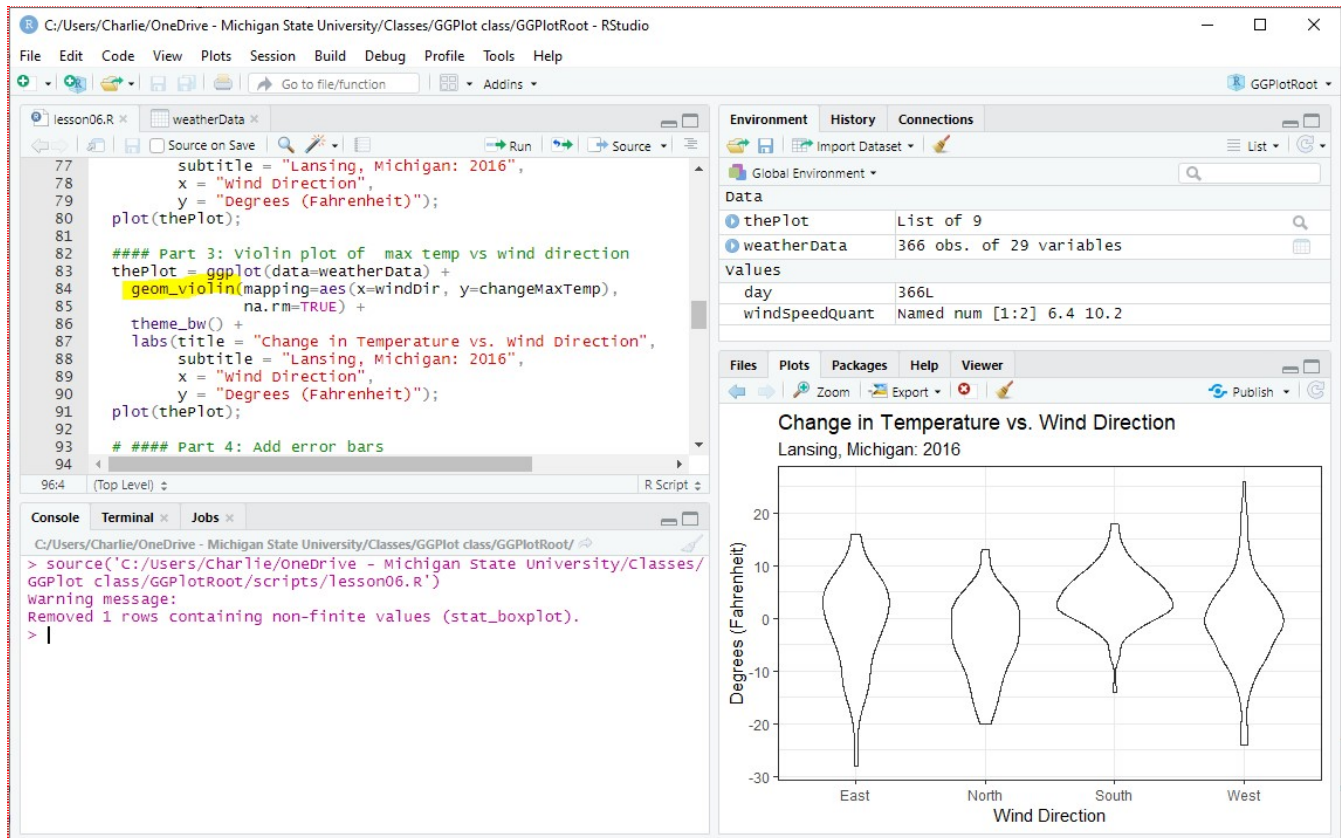 C:/Users/Charlie/OneDrive - Michigan State University/Classes/GGPlot class/GGPlotRoot - RStudio
File Edit Code View Plots Session Build Debug Profile Tools Help
Go to file/function Addins GGPlotRoot
lesson06.R weatherData
Source on Save Run Source
77 subtitle = "Lansing, Michigan: 2016",
78 x = "Wind Direction",
79 y = "Degrees (Fahrenheit)");
80 plot(thePlot);
81
82 #### Part 3: Violin plot of  max temp vs wind direction
83 thePlot = ggplot(data=weatherData) +
84 geom_violin(mapping=aes(x=windDir, y=changeMaxTemp),
85 na.rm=TRUE) +
86 theme_bw() +
87 labs(title = "Change in Temperature vs. Wind Direction",
88 subtitle = "Lansing, Michigan: 2016",
89 x = "Wind Direction",
90 y = "Degrees (Fahrenheit)");
91 plot(thePlot);
92
93 # #### Part 4: Add error bars
94
96:4 (Top Level) R Script
Console Terminal Jobs
C:/Users/Charlie/OneDrive - Michigan State University/Classes/GGPlot class/GGPlotRoot/
> source('C:/Users/Charlie/OneDrive - Michigan State University/Classes/
GGPlot class/GGPlotRoot/scripts/lesson06.R')
Warning message:
Removed 1 rows containing non-finite values (stat_boxplot).
>
Environment History Connections
Import Dataset List
Global Environment
Data
thePlot List of 9
weatherData 366 obs. of 29 variables
Values
day 366L
windSpeedQuant Named num [1:2] 6.4 10.2
Files Plots Packages Help Viewer
Zoom Export Publish
Change in Temperature vs. Wind Direction
Lansing, Michigan: 2016
Degrees (Fahrenheit)
20
10
0
-10
-20
-30
East North South West
Wind Direction